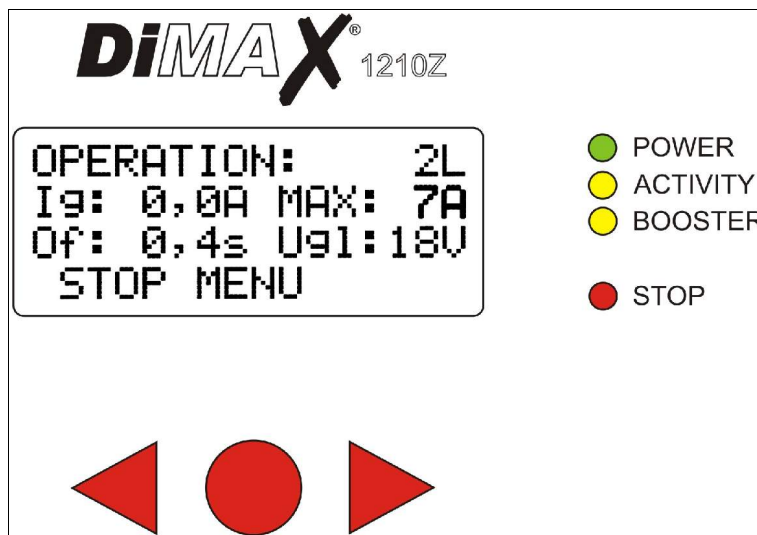 DiMAX® 1210Z
OPERATION: 2L
Ig: 0,0A MAX: 7A
Of: 0,4s Ugl:18V
STOP MENU
POWER
ACTIVITY
BOOSTER
STOP